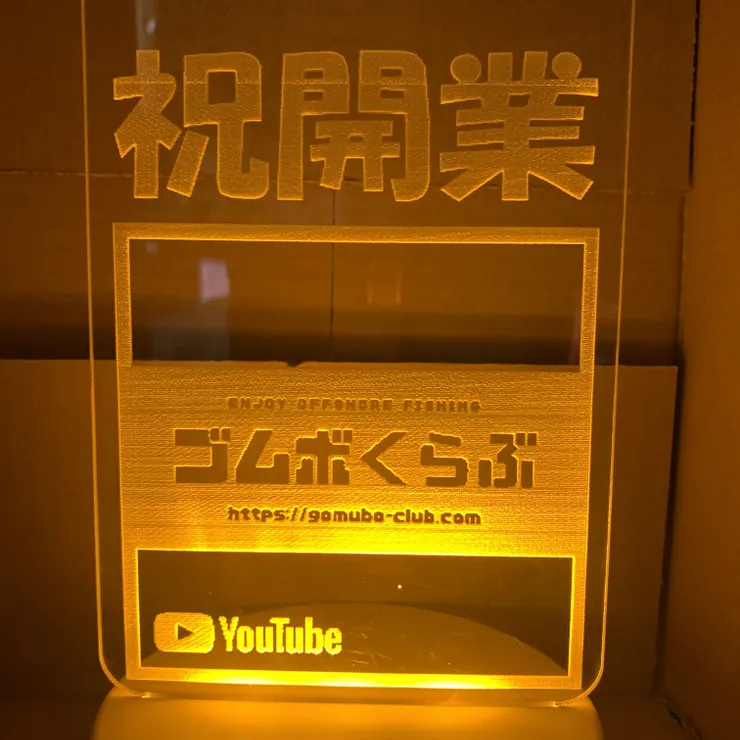 祝開業
ENJOY OFFSHORE FISHING
ゴムボくらぶ
https://gomubo-club.com
YouTube